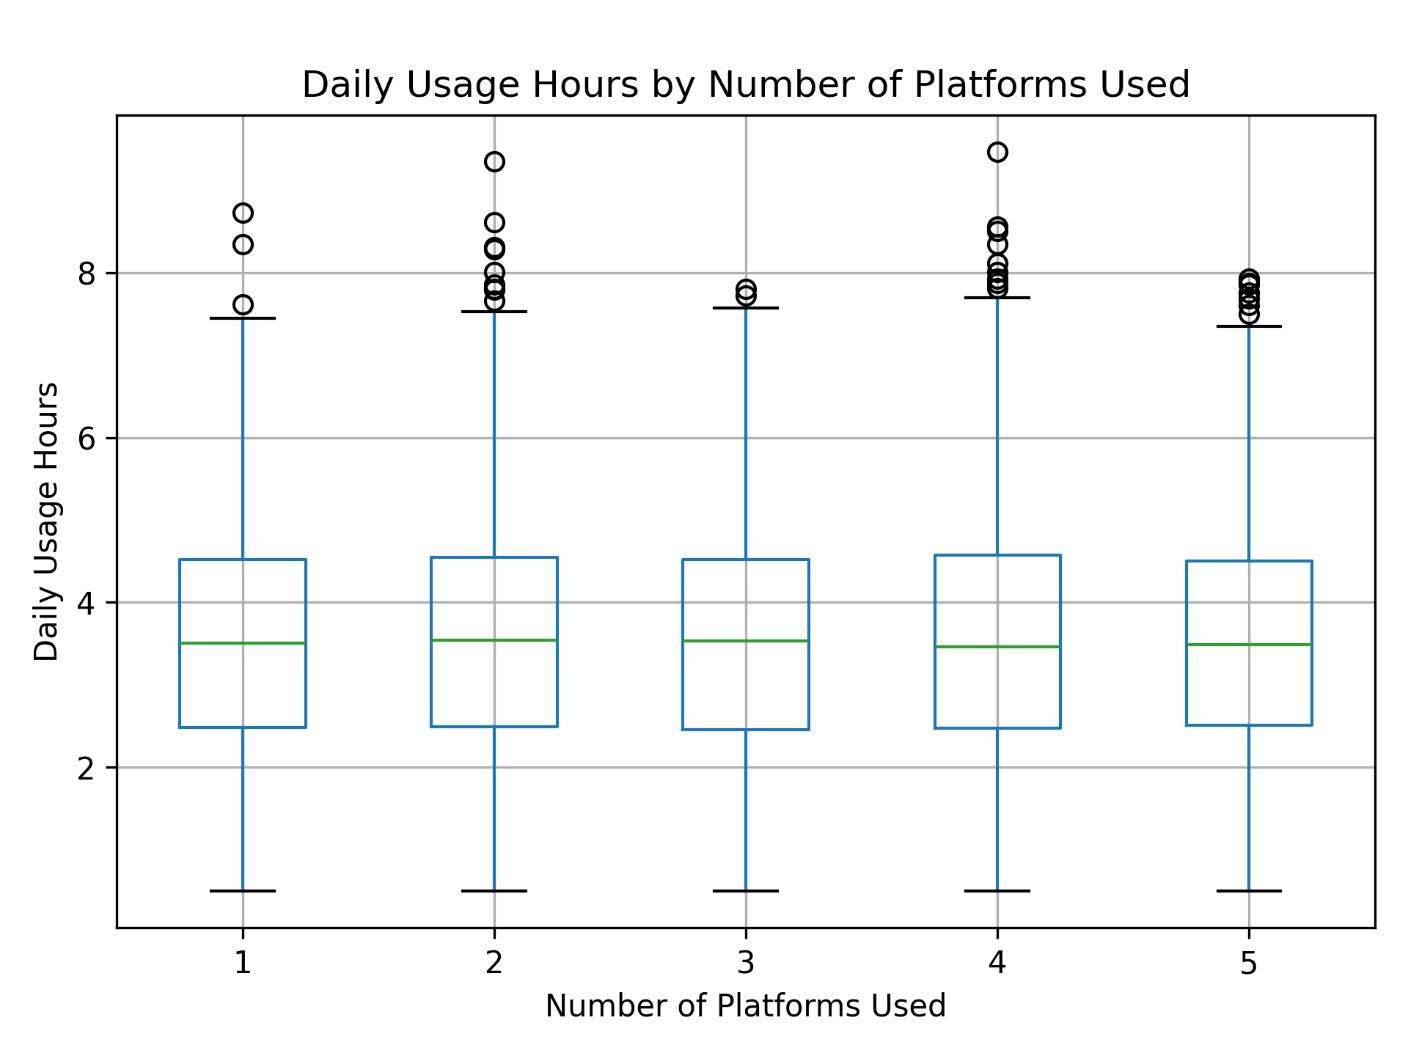 Daily Usage Hours by Number of Platforms Used
Daily Usage Hours
8
6
4
2
1 2 3 4 5
Number of Platforms Used